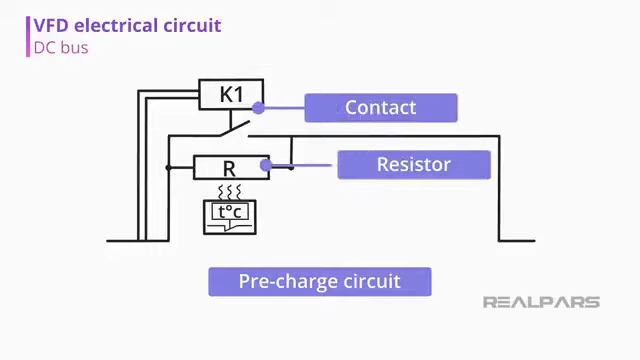 VFD electrical circuit
DC bus
K1
Contact
R
Resistor
t°c
Pre-charge circuit
REALPARS